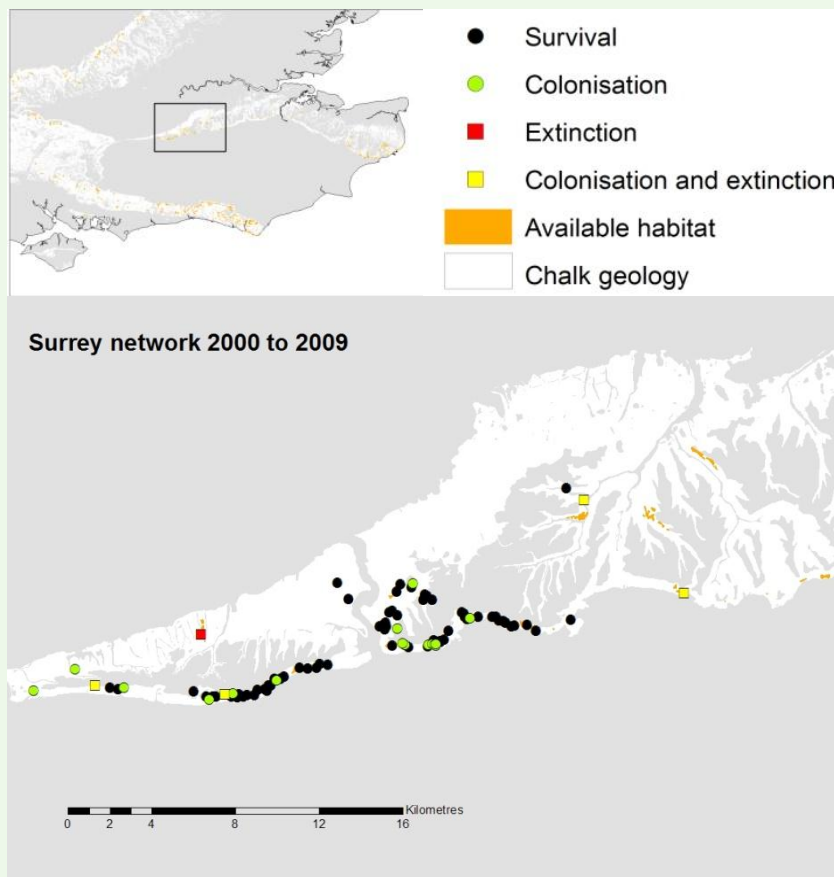 Survival
Colonisation
Extinction
Colonisation and extinction
Available habitat
Chalk geology
Surrey network 2000 to 2009
Kilometres
0 2 4 8 12 16